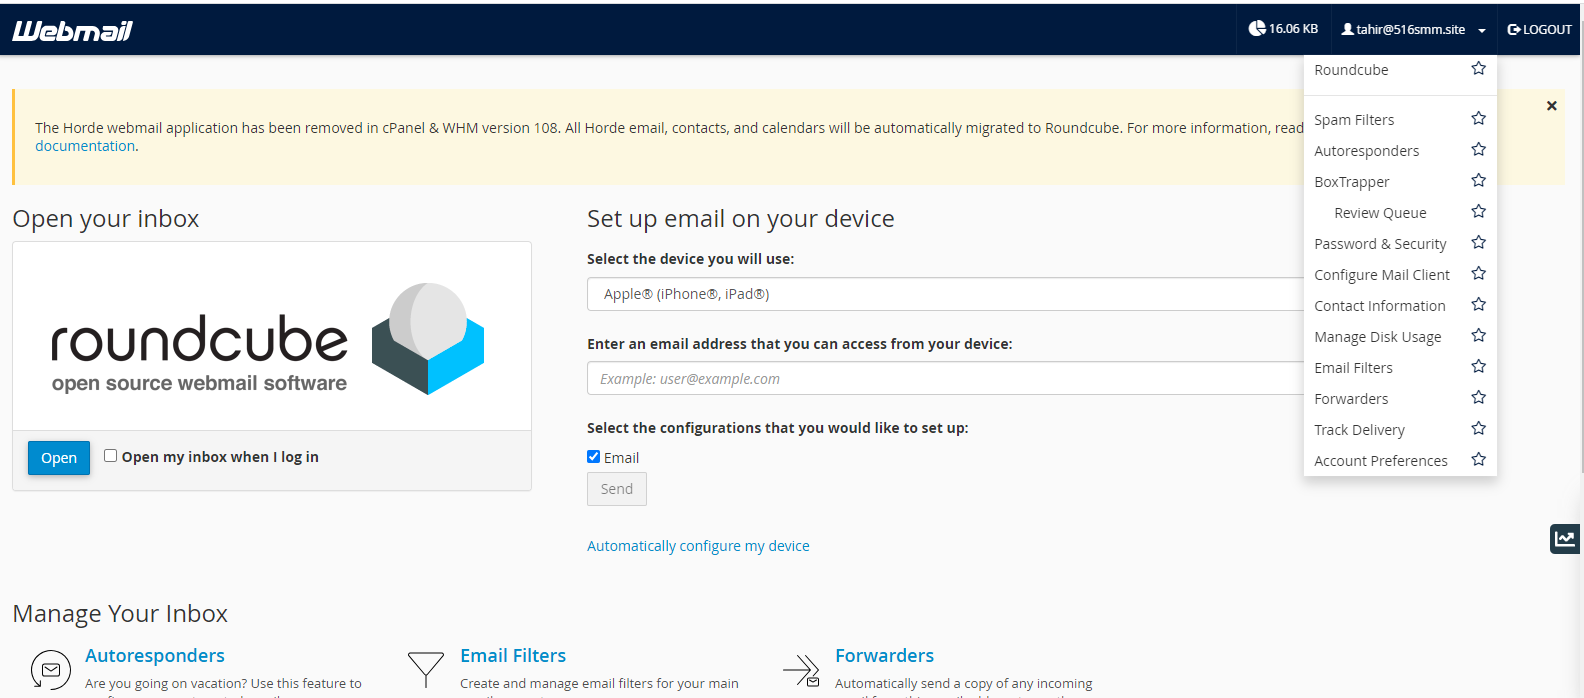 Webmail
16.06 KB
tahir@516smm.site
LOGOUT
Roundcube
Spam Filters
Autoresponders
BoxTrapper
Review Queue
Password & Security
Configure Mail Client
Contact Information
Manage Disk Usage
Email Filters
Forwarders
Track Delivery
Account Preferences
The Horde webmail application has been removed in cPanel & WHM version 108. All Horde email, contacts, and calendars will be automatically migrated to Roundcube. For more information, read
documentation.
Open your inbox
roundcube
open source webmail software
Open
Open my inbox when I log in
Set up email on your device
Select the device you will use:
Apple® (iPhone®, iPad®)
Enter an email address that you can access from your device:
Example: user@example.com
Select the configurations that you would like to set up:
Email
Send
Automatically configure my device
Manage Your Inbox
Autoresponders
Are you going on vacation? Use this feature to
Email Filters
Create and manage email filters for your main
Forwarders
Automatically send a copy of any incoming